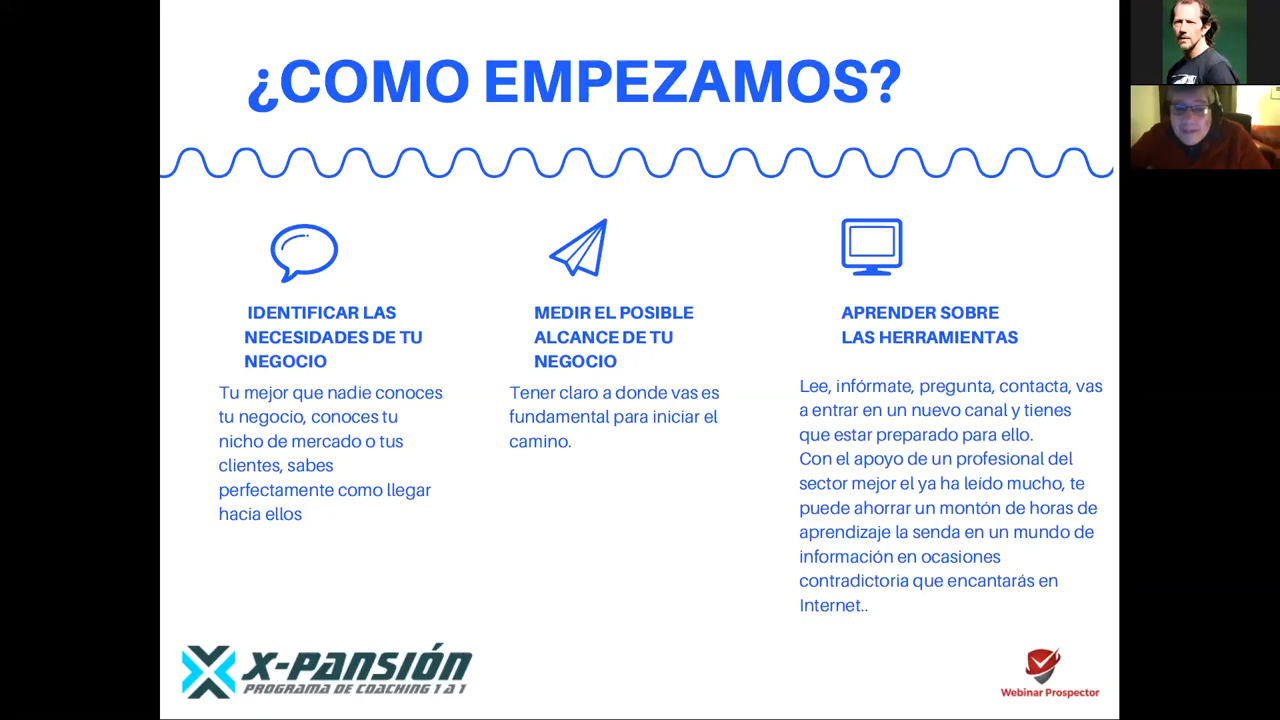 ¿COMO EMPEZAMOS?
IDENTIFICAR LAS
NECESIDADES DE TU
NEGOCIO
Tu mejor que nadie conoces
tu negocio, conoces tu
nicho de mercado o tus
clientes, sabes
perfectamente como llegar
hacia ellos
MEDIR EL POSIBLE
ALCANCE DE TU
NEGOCIO
Tener claro a donde vas es
fundamental para iniciar el
camino.
APRENDER SOBRE
LAS HERRAMIENTAS
Lee, infórmate, pregunta, contacta, vas
a entrar en un nuevo canal y tienes
que estar preparado para ello.
Con el apoyo de un profesional del
sector mejor el ya ha leído mucho, te
puede ahorrar un montón de horas de
aprendizaje la senda en un mundo de
información en ocasiones
contradictoria que encantarás en
Internet..
X-PANSIÓN
PROGRAMA DE COACHING 1 A 1
Webinar Prospector